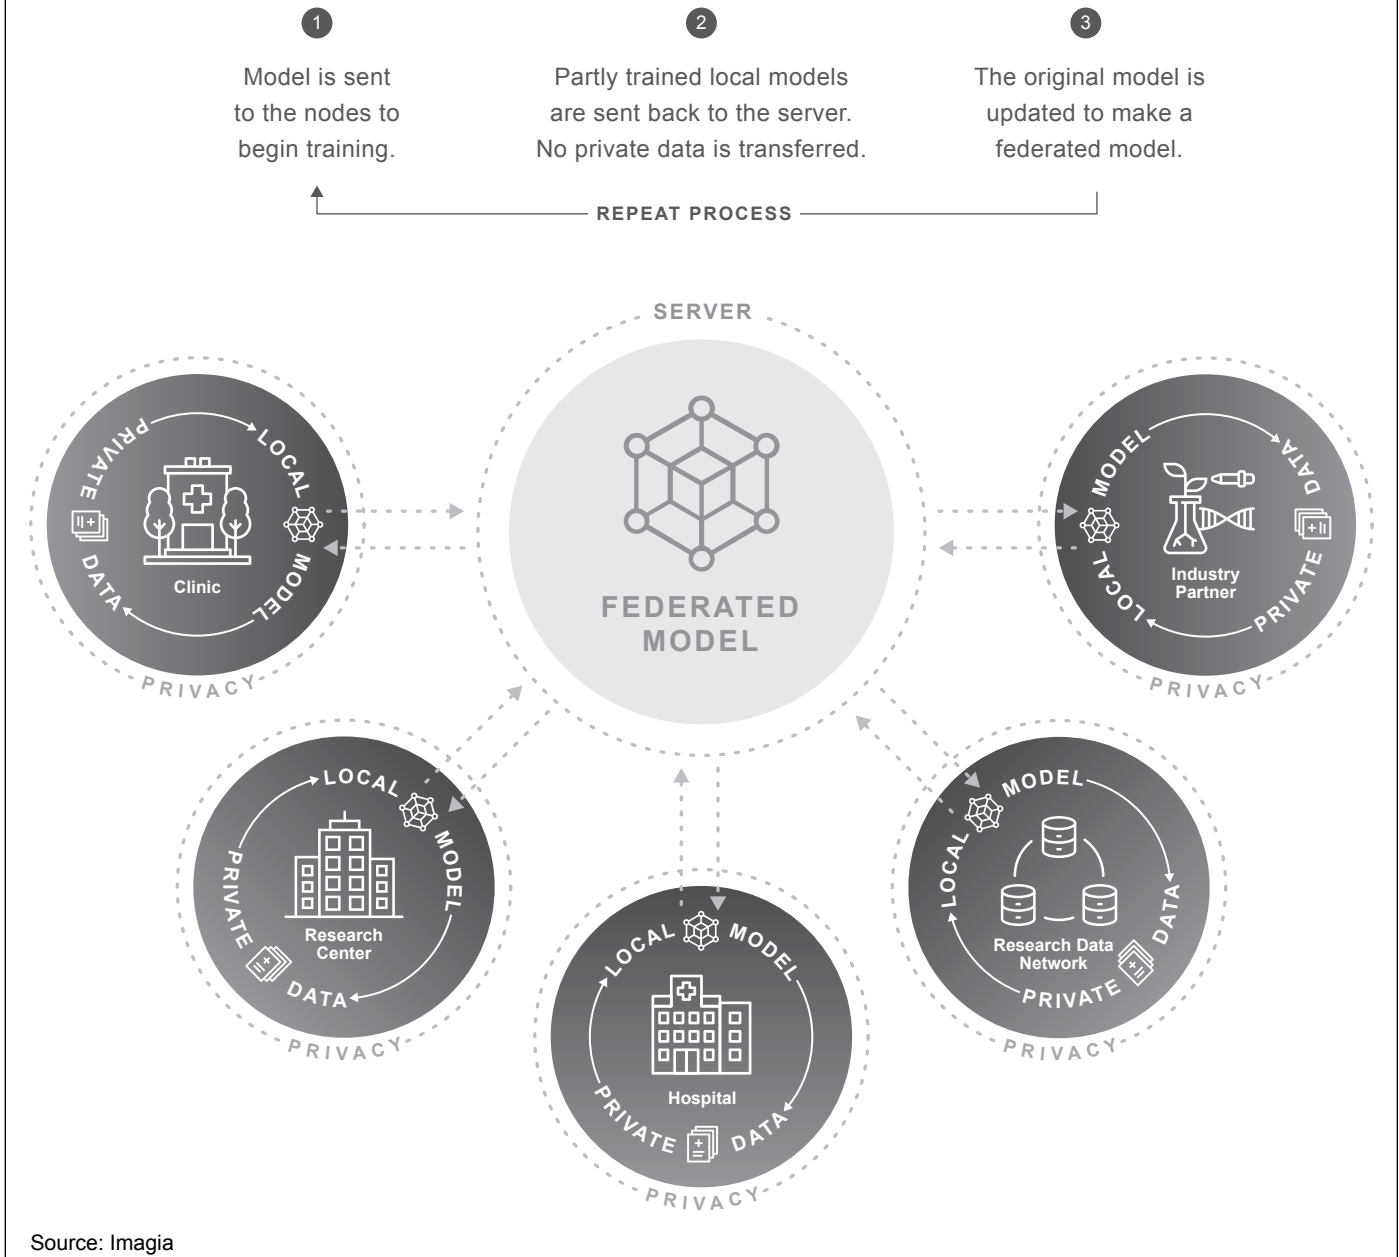 1
Model is sent
to the nodes to
begin training.
2
Partly trained local models
are sent back to the server.
No private data is transferred.
3
The original model is
updated to make a
federated model.
REPEAT PROCESS
SERVER
FEDERATED
MODEL
PRIVATE DATA
LOCAL MODEL
Clinic
PRIVACY
LOCAL MODEL
PRIVATE DATA
Industry
Partner
PRIVACY
LOCAL MODEL
PRIVATE DATA
Research
Center
PRIVACY
LOCAL MODEL
PRIVATE DATA
Hospital
PRIVACY
LOCAL MODEL
PRIVATE DATA
Research Data
Network
PRIVACY
Source: Imagia